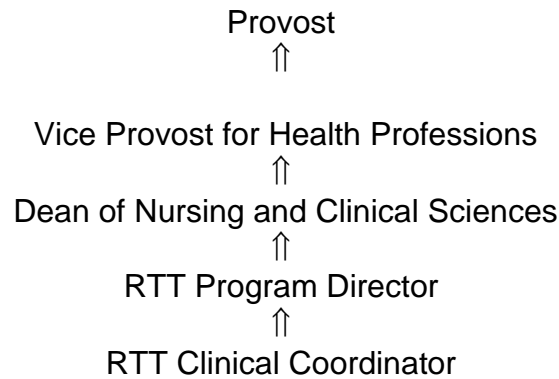 Provost
⇑
Vice Provost for Health Professions
⇑
Dean of Nursing and Clinical Sciences
⇑
RTT Program Director
⇑
RTT Clinical Coordinator